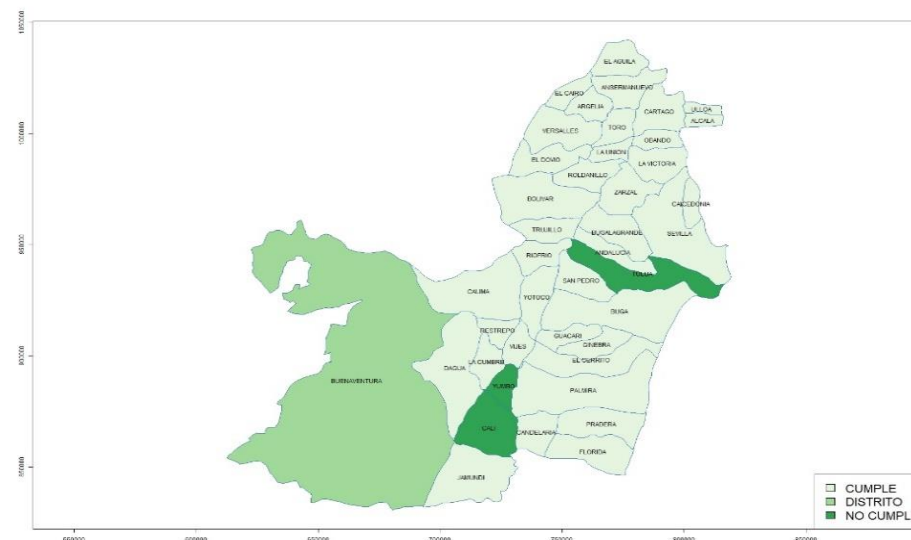 EL AGUILA
ANSERMANUEVO
EL CAIRO
ARGELIA
CARTAGO
ULLOA
ALCALA
VERSALLES
TORO
OBANDO
LA UNION
EL DOVIO
LA VICTORIA
ROLDANILLO
BOLIVAR
ZARZAL
CAICEDONIA
TRUJILLO
BUGALAGRANDE
SEVILLA
ANDALUCIA
RIOFRIO
TULUA
SAN PEDRO
CALIMA
YOTOCO
BUGA
RESTREPO
GUACARI
VIJES
GINEBRA
LA CUMBRE
EL CERRITO
DAGUA
BUENAVENTURA
YUMBO
PALMIRA
CALI
CANDELARIA
PRADERA
FLORIDA
JAMUNDI
CUMPLE
DISTRITO
NO CUMPL
700000